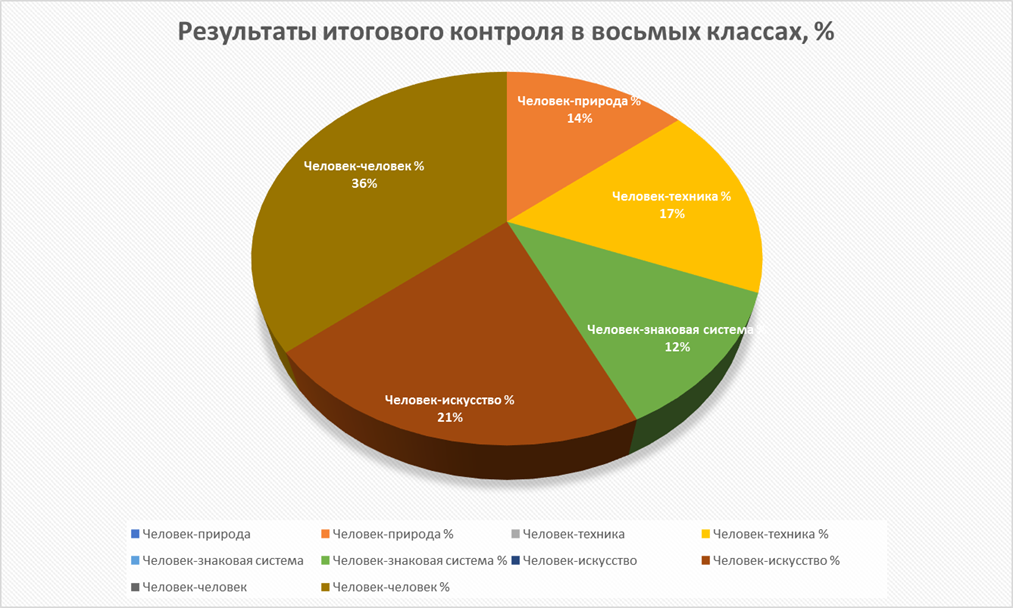 Результаты итогового контроля в восьмых классах, %
Человек-природа %
14%
Человек-человек %
36%
Человек-техника %
17%
Человек-знаковая система %
12%
Человек-искусство %
21%
Человек-природа Человек-природа % Человек-техника Человек-техника %
Человек-знаковая система Человек-знаковая система % Человек-искусство Человек-искусство %
Человек-человек Человек-человек %